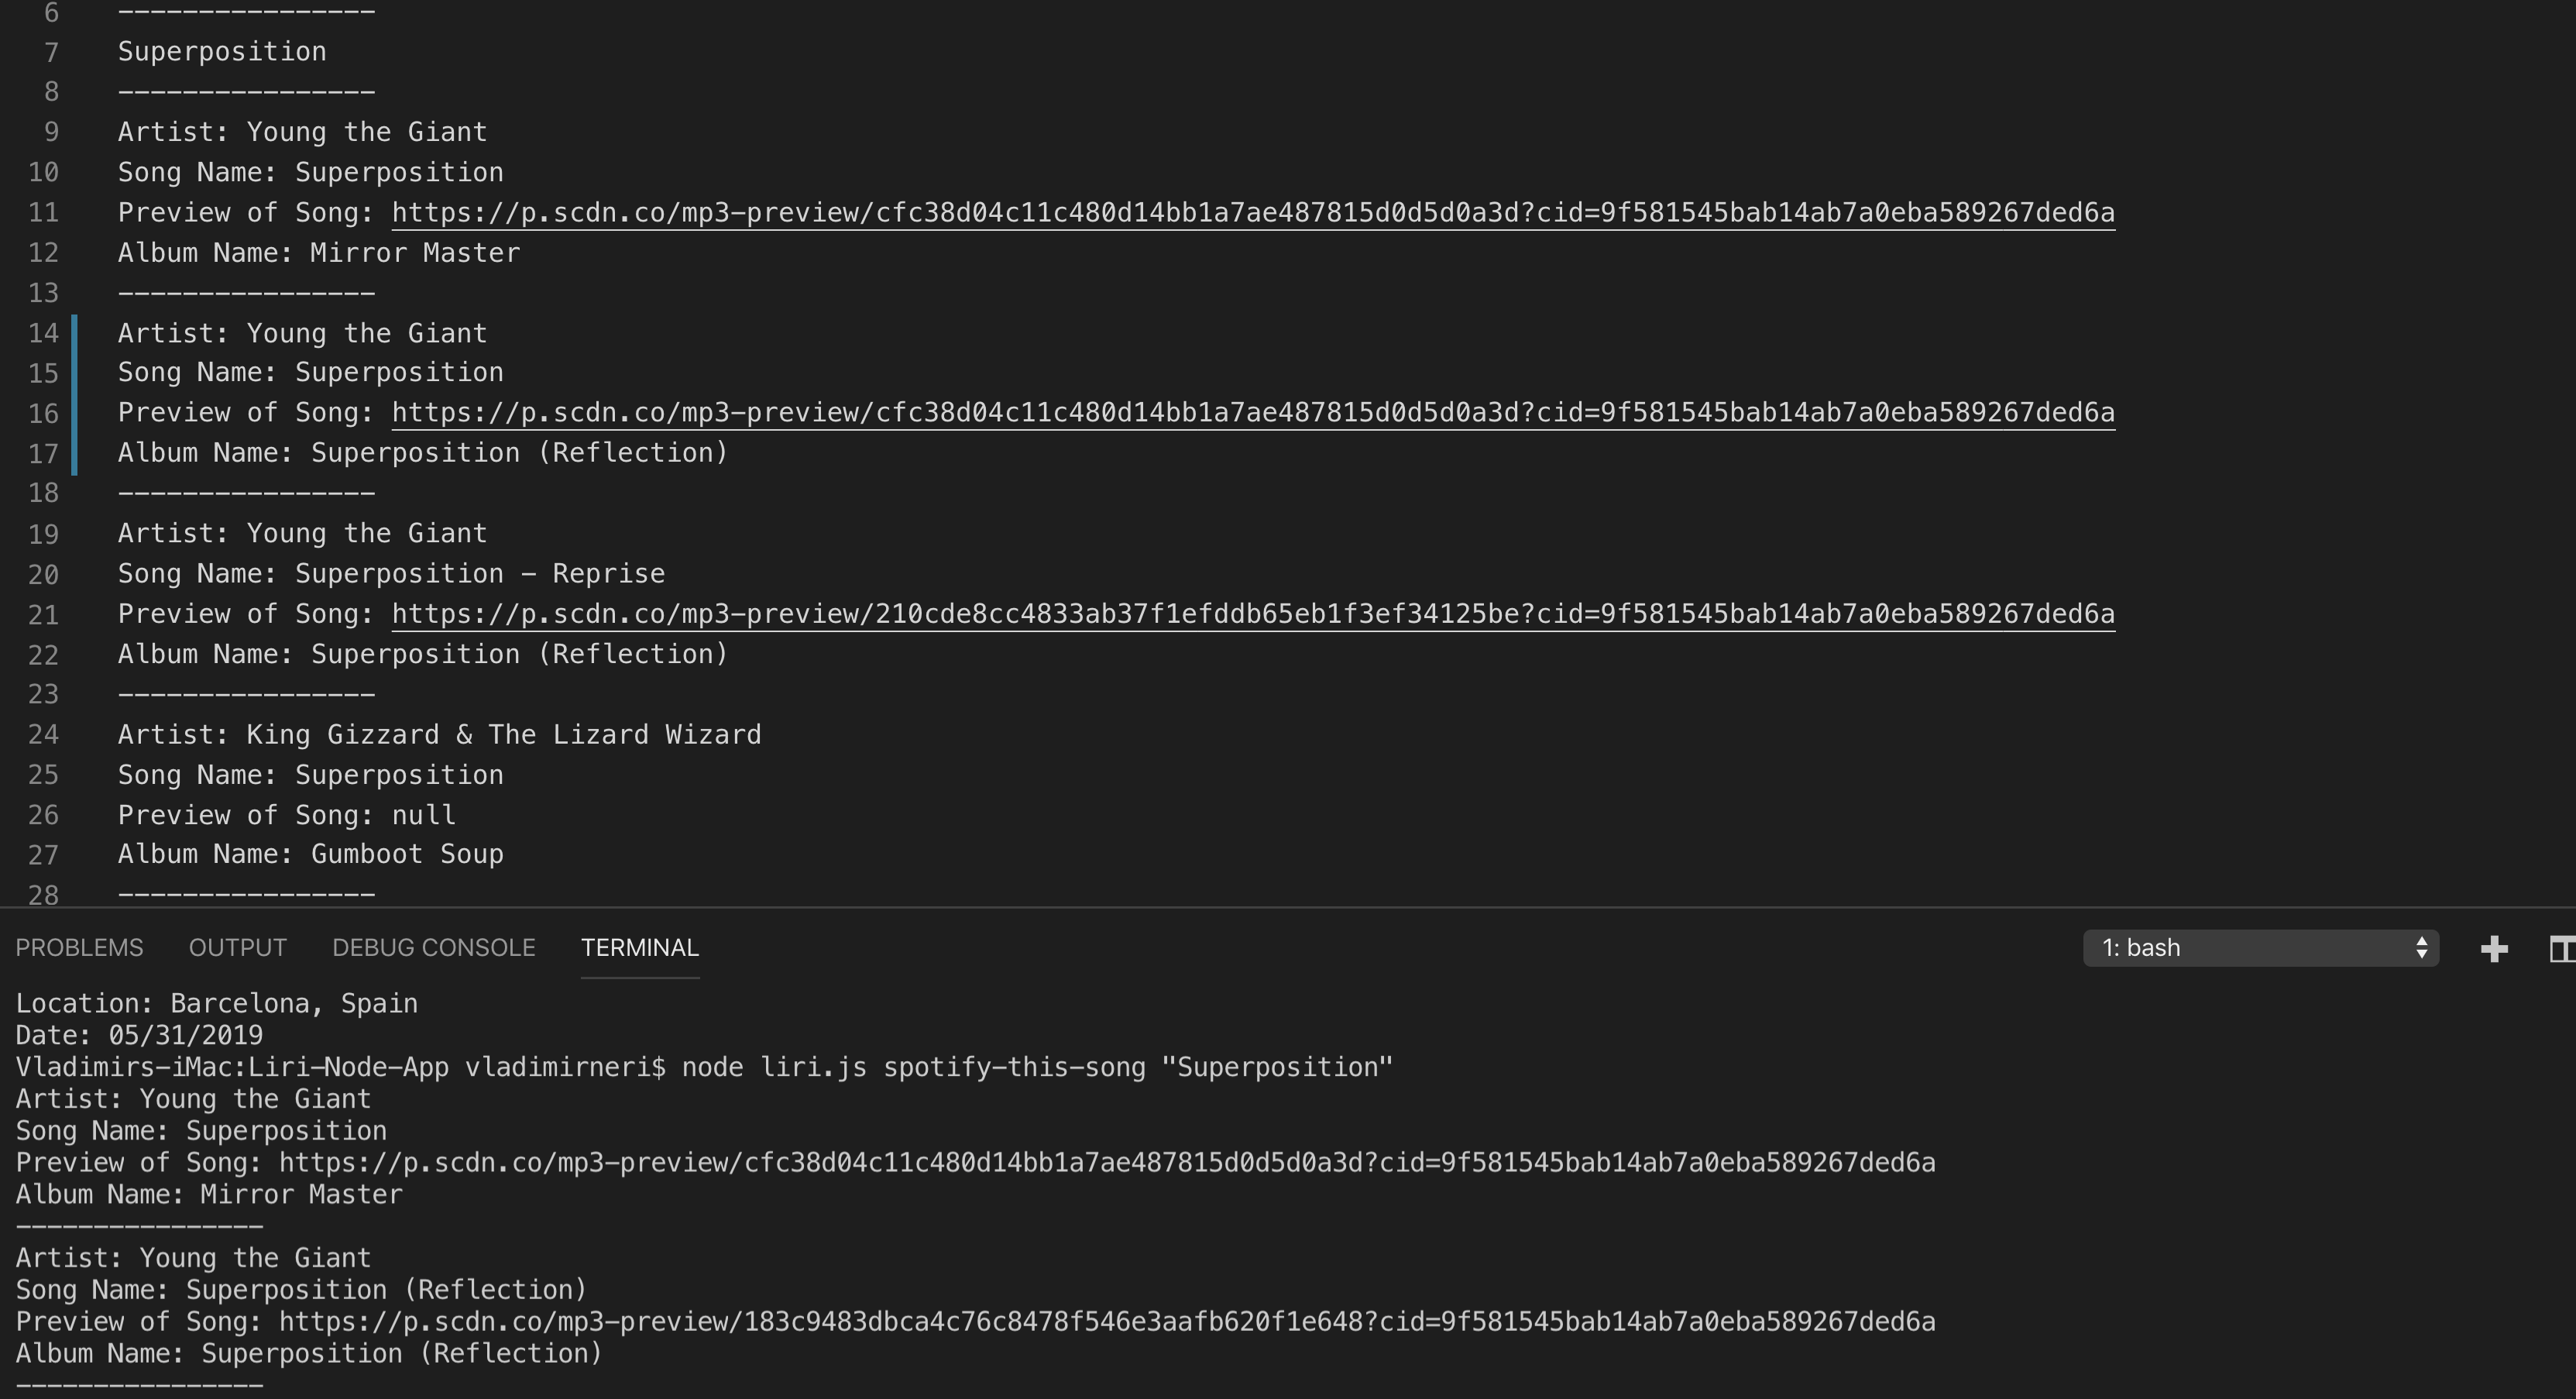 6 ----------------
7 Superposition
8 ----------------
9 Artist: Young the Giant
10 Song Name: Superposition
11 Preview of Song: https://p.scdn.co/mp3-preview/cfc38d04c11c480d14bb1a7ae487815d0d5d0a3d?cid=9f581545bab14ab7a0eba589267ded6a
12 Album Name: Mirror Master
13 ----------------
14 Artist: Young the Giant
15 Song Name: Superposition
16 Preview of Song: https://p.scdn.co/mp3-preview/cfc38d04c11c480d14bb1a7ae487815d0d5d0a3d?cid=9f581545bab14ab7a0eba589267ded6a
17 Album Name: Superposition (Reflection)
18 ----------------
19 Artist: Young the Giant
20 Song Name: Superposition - Reprise
21 Preview of Song: https://p.scdn.co/mp3-preview/210cde8cc4833ab37f1efddb65eb1f3ef34125be?cid=9f581545bab14ab7a0eba589267ded6a
22 Album Name: Superposition (Reflection)
23 ----------------
24 Artist: King Gizzard & The Lizard Wizard
25 Song Name: Superposition
26 Preview of Song: null
27 Album Name: Gumboot Soup
28 ----------------
PROBLEMS OUTPUT DEBUG CONSOLE TERMINAL 1: bash
Location: Barcelona, Spain
Date: 05/31/2019
Vladimirs-iMac:Liri-Node-App vladimirneri$ node liri.js spotify-this-song "Superposition"
Artist: Young the Giant
Song Name: Superposition
Preview of Song: https://p.scdn.co/mp3-preview/cfc38d04c11c480d14bb1a7ae487815d0d5d0a3d?cid=9f581545bab14ab7a0eba589267ded6a
Album Name: Mirror Master
----------------
Artist: Young the Giant
Song Name: Superposition (Reflection)
Preview of Song: https://p.scdn.co/mp3-preview/183c9483dbca4c76c8478f546e3aafb620f1e648?cid=9f581545bab14ab7a0eba589267ded6a
Album Name: Superposition (Reflection)
----------------